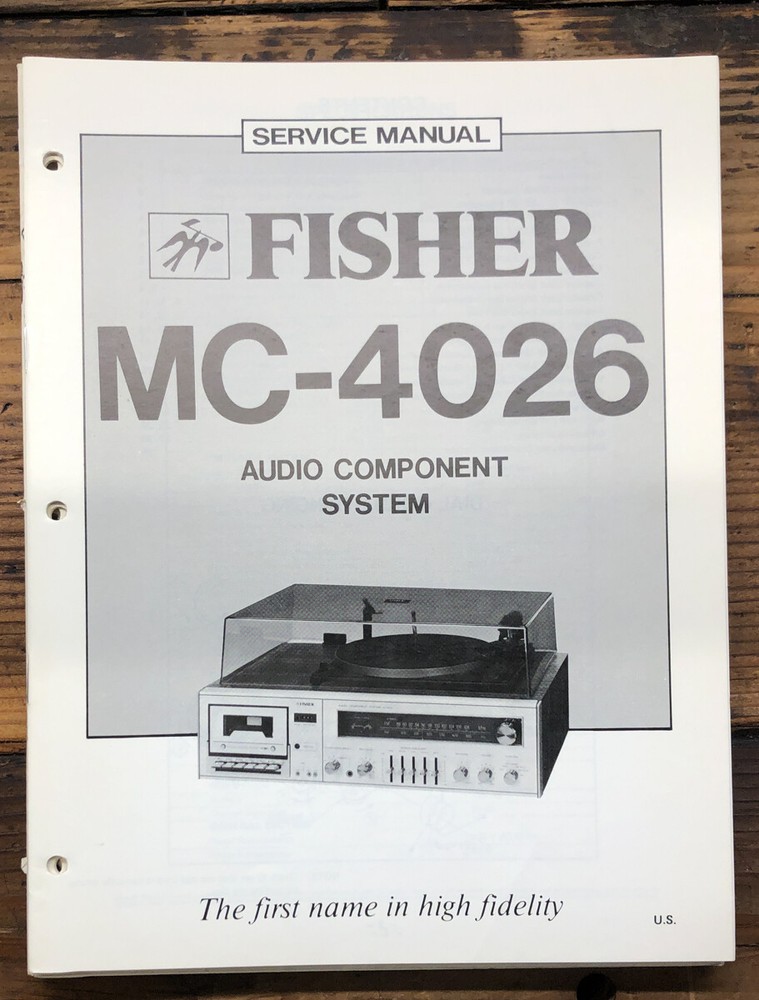 SERVICE MANUAL
FISHER
MC-4026
AUDIO COMPONENT
SYSTEM
The first name in high fidelity
U.S.